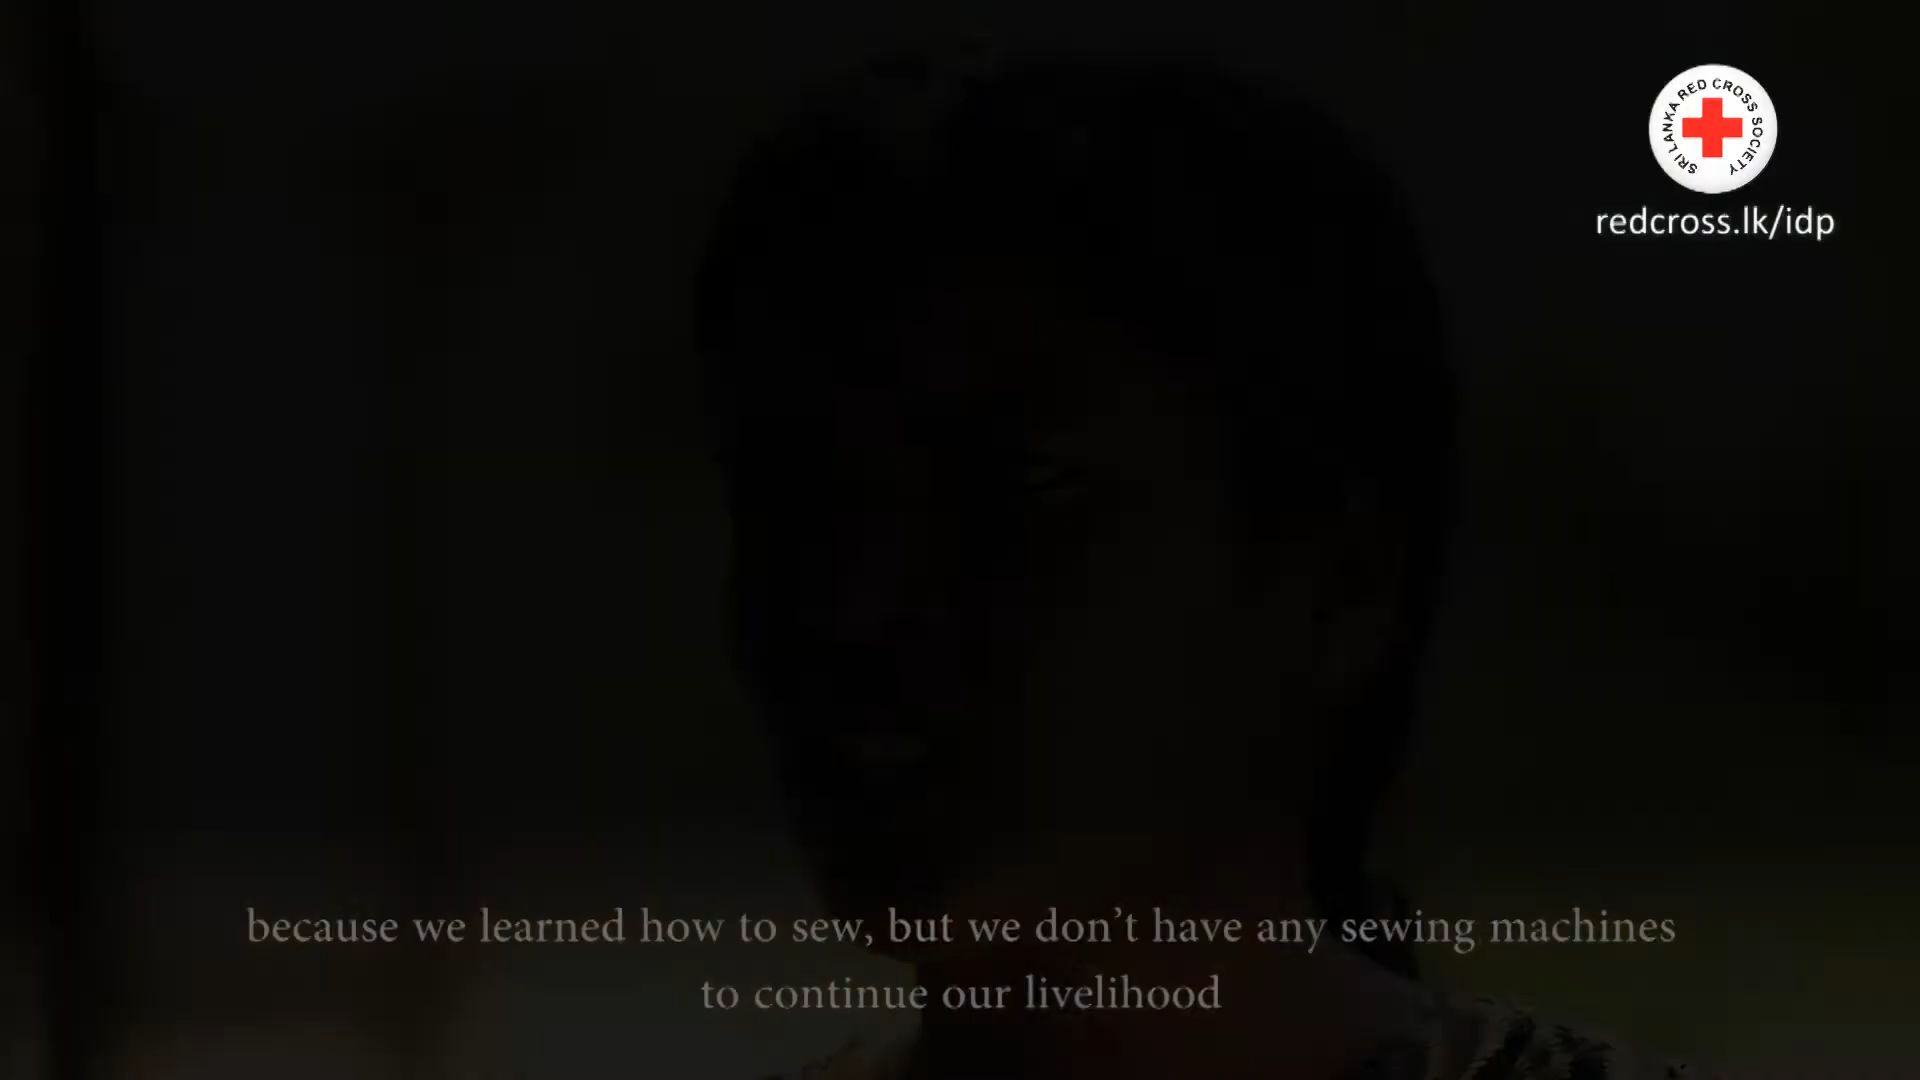 SRI LANKA RED CROSS SOCIETY
redcross.lk/idp
because we learned how to sew, but we don't have any sewing machines
to continue our livelihood